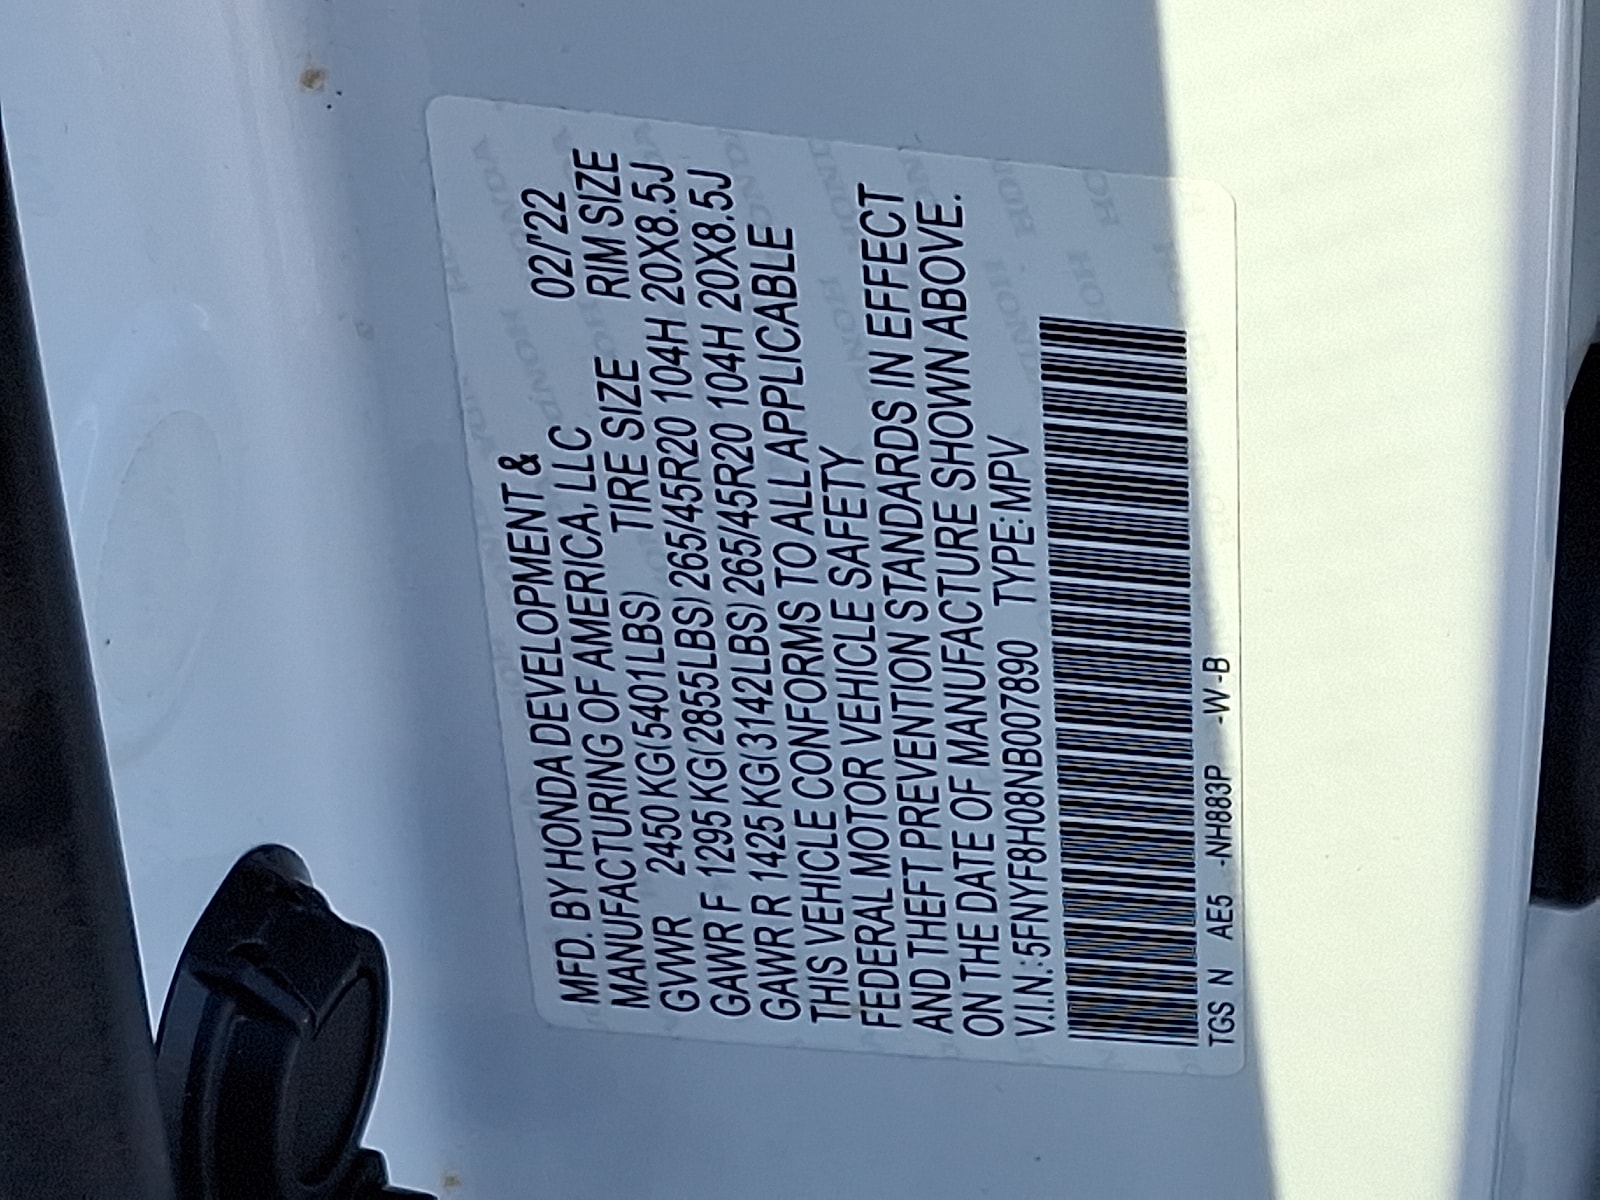 MFD. BY HONDA DEVELOPMENT & 02/'22
MANUFACTURING OF AMERICA, LLC RIM SIZE
GVWR 2450 KG(5401LBS) TIRE SIZE
GAWR F 1295 KG(2855LBS) 265/45R20 104H 20X8.5J
GAWR R 1425 KG(3142LBS) 265/45R20 104H 20X8.5J
THIS VEHICLE CONFORMS TO ALL APPLICABLE
FEDERAL MOTOR VEHICLE SAFETY
AND THEFT PREVENTION STANDARDS IN EFFECT
ON THE DATE OF MANUFACTURE SHOWN ABOVE.
V.I.N.:5FNYF8H08NB007890 TYPE:MPV
TGS N AE5 -NH883P -W-B